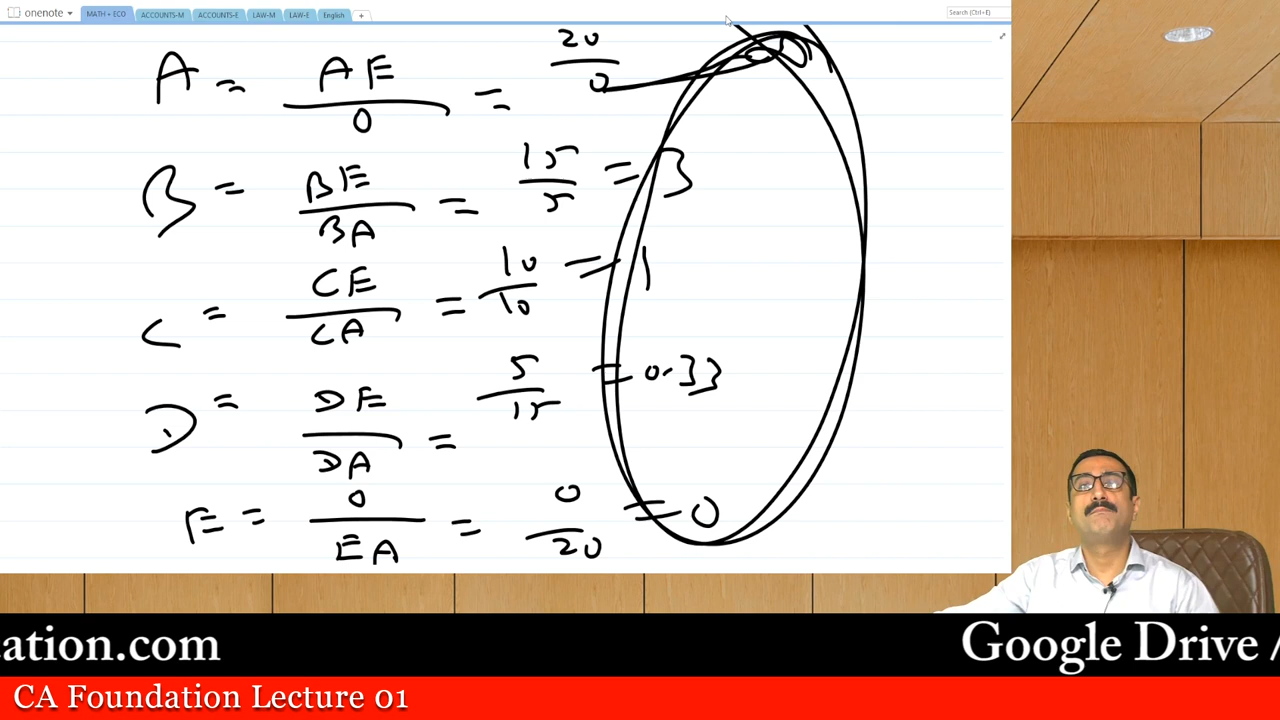 onenote
MATH + ECO
ACCOUNTS-M
ACCOUNTS-E
LAW-M
LAW-E
English
+
Search (Ctrl+E)
A = AE/0 = 20/0
B = BE/BA = 15/5 = 3
C = CE/CA = 10/10 = 1
D = DE/DA = 5/15 = 0.33
E = 0/EA = 0/20 = 0
ation.com Google Drive /
CA Foundation Lecture 01